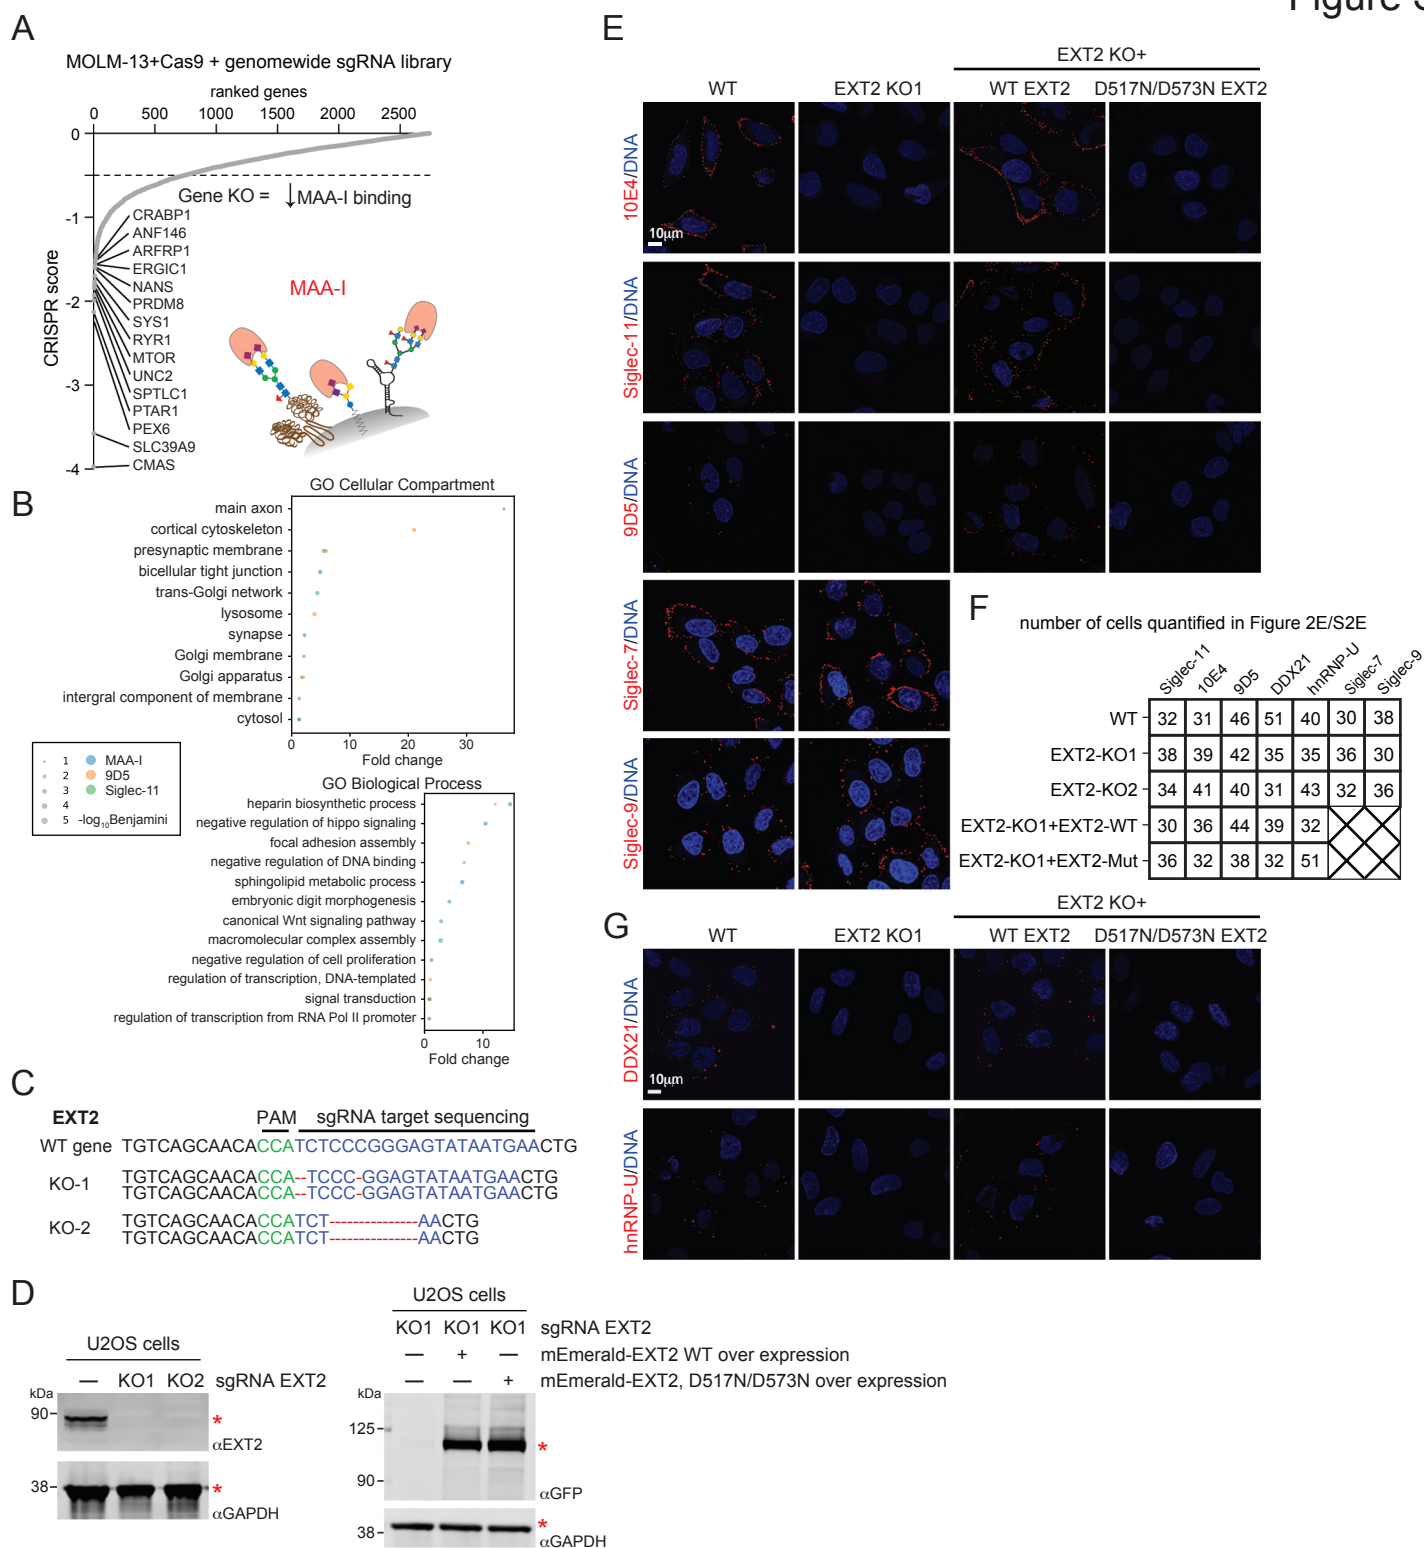 Figure S
A
MOLM-13+Cas9 + genomewide sgRNA library
ranked genes
0 500 1000 1500 2000 2500
0
-1
-2
-3
-4
CRISPR score
Gene KO = ↓MAA-I binding
CRABP1
ANF146
ARFRP1
ERGIC1
NANS
PRDM8
SYS1
RYR1
MTOR
UNC2
SPTLC1
PTAR1
PEX6
SLC39A9
CMAS
MAA-I
B
GO Cellular Compartment
main axon
cortical cytoskeleton
presynaptic membrane
bicellular tight junction
trans-Golgi network
lysosome
synapse
Golgi membrane
Golgi apparatus
intergral component of membrane
cytosol
0 10 20 30
Fold change
1 MAA-I
2 9D5
3 Siglec-11
4
5 -log10Benjamini
GO Biological Process
heparin biosynthetic process
negative regulation of hippo signaling
focal adhesion assembly
negative regulation of DNA binding
sphingolipid metabolic process
embryonic digit morphogenesis
canonical Wnt signaling pathway
macromolecular complex assembly
negative regulation of cell proliferation
regulation of transcription, DNA-templated
signal transduction
regulation of transcription from RNA Pol II promoter
0 10
Fold change
C
EXT2 PAM sgRNA target sequencing
WT gene TGTCAGCAACACCATCTCCCGGGAGTATAATGAACTG
KO-1
TGTCAGCAACACCA--TCCC-GGAGTATAATGAACTG
TGTCAGCAACACCA--TCCC-GGAGTATAATGAACTG
KO-2
TGTCAGCAACACCATCT----------------AACTG
TGTCAGCAACACCATCT----------------AACTG
D
U2OS cells
— KO1 KO2 sgRNA EXT2
kDa
90
*
αEXT2
38
*
αGAPDH
U2OS cells
KO1 KO1 KO1 sgRNA EXT2
— + — mEmerald-EXT2 WT over expression
— — + mEmerald-EXT2, D517N/D573N over expression
kDa
125
*
90
αGFP
*
38
αGAPDH
E
EXT2 KO+
WT EXT2 KO1 WT EXT2 D517N/D573N EXT2
10E4/DNA
10μm
Siglec-11/DNA
9D5/DNA
Siglec-7/DNA
Siglec-9/DNA
F
number of cells quantified in Figure 2E/S2E
Siglec-11 10E4 9D5 DDX21 hnRNP-U Siglec-7 Siglec-9
WT 32 31 46 51 40 30 38
EXT2-KO1 38 39 42 35 35 36 30
EXT2-KO2 34 41 40 31 43 32 36
EXT2-KO1+EXT2-WT 30 36 44 39 32
EXT2-KO1+EXT2-Mut 36 32 38 32 51
G
EXT2 KO+
WT EXT2 KO1 WT EXT2 D517N/D573N EXT2
DDX21/DNA
10μm
hnRNP-U/DNA